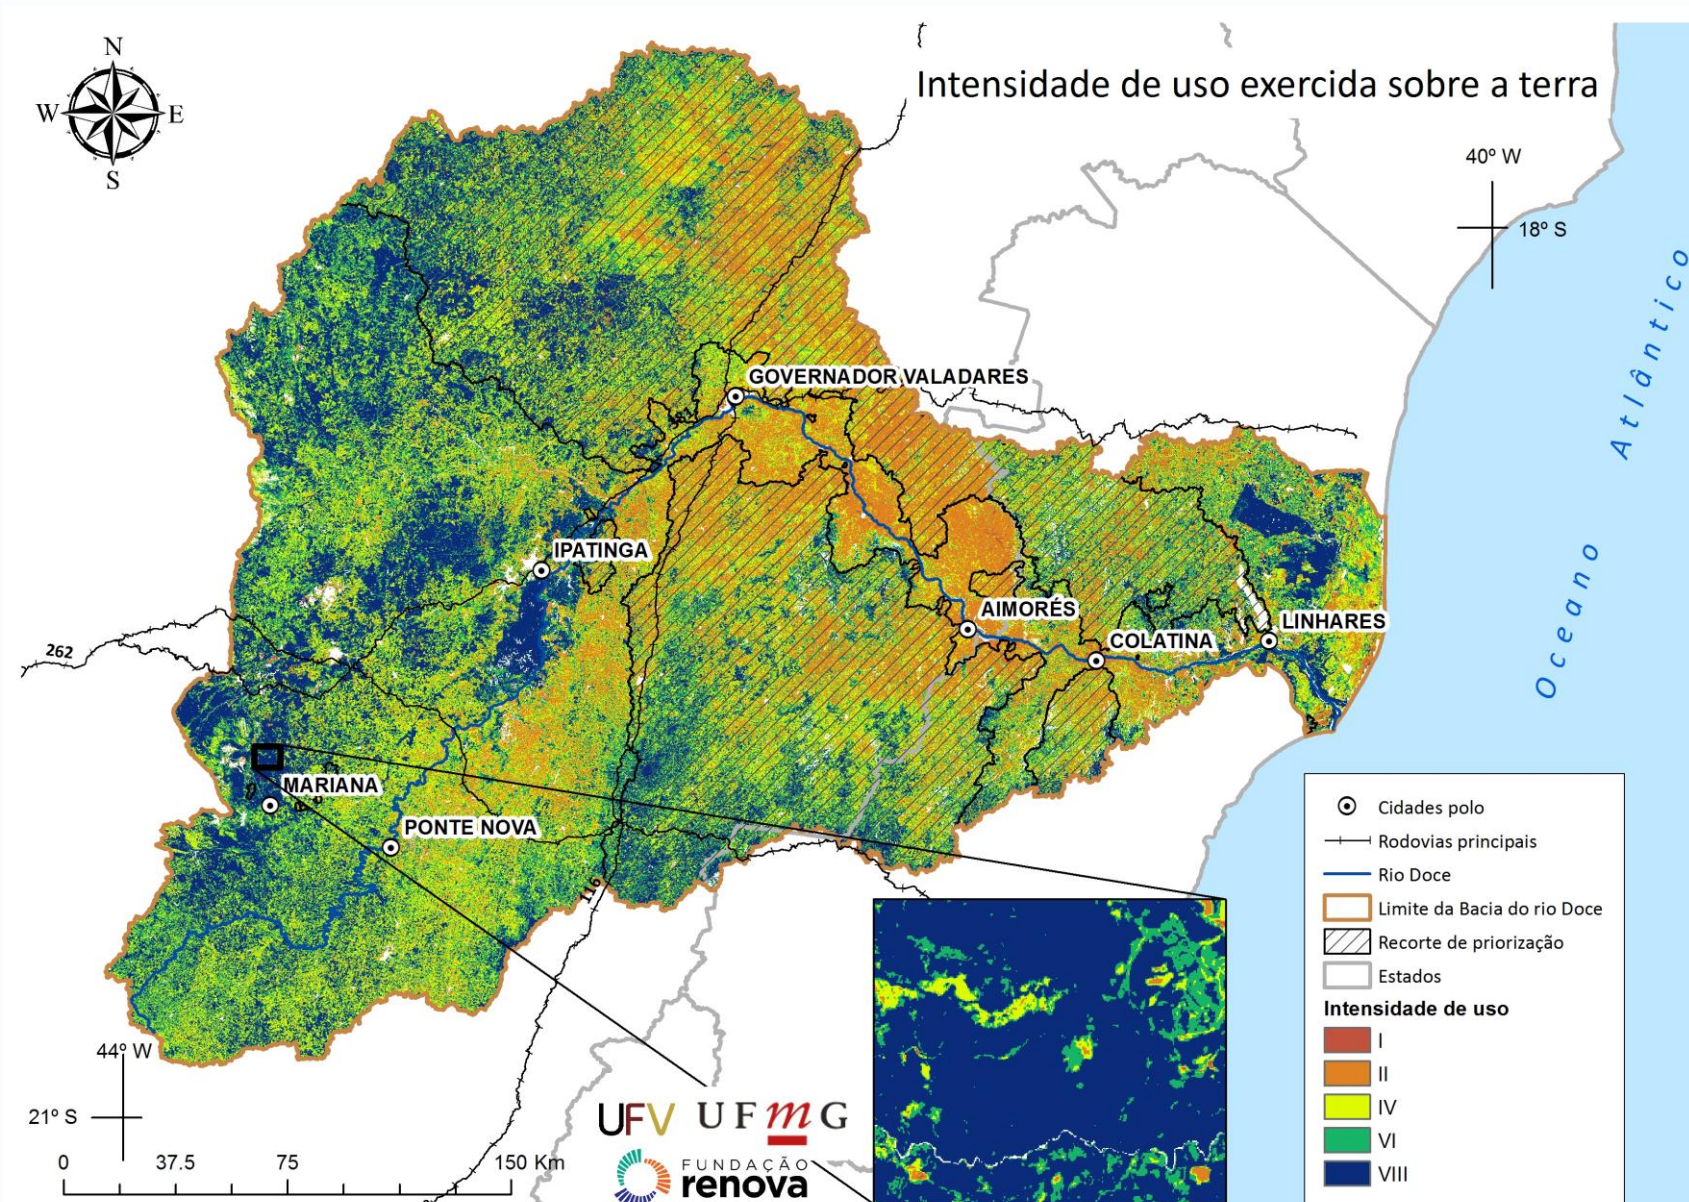 N
W
E
S
Intensidade de uso exercida sobre a terra
40º W
18º S
Oceano Atlântico
GOVERNADOR VALADARES
381
IPATINGA
AIMORÉS
COLATINA
LINHARES
262
MARIANA
PONTE NOVA
116
44º W
21º S
0 37.5 75 150 Km
UFV UFmG
FUNDAÇÃO
renova
Cidades polo
Rodovias principais
Rio Doce
Limite da Bacia do rio Doce
Recorte de priorização
Estados
Intensidade de uso
I
II
IV
VI
VIII